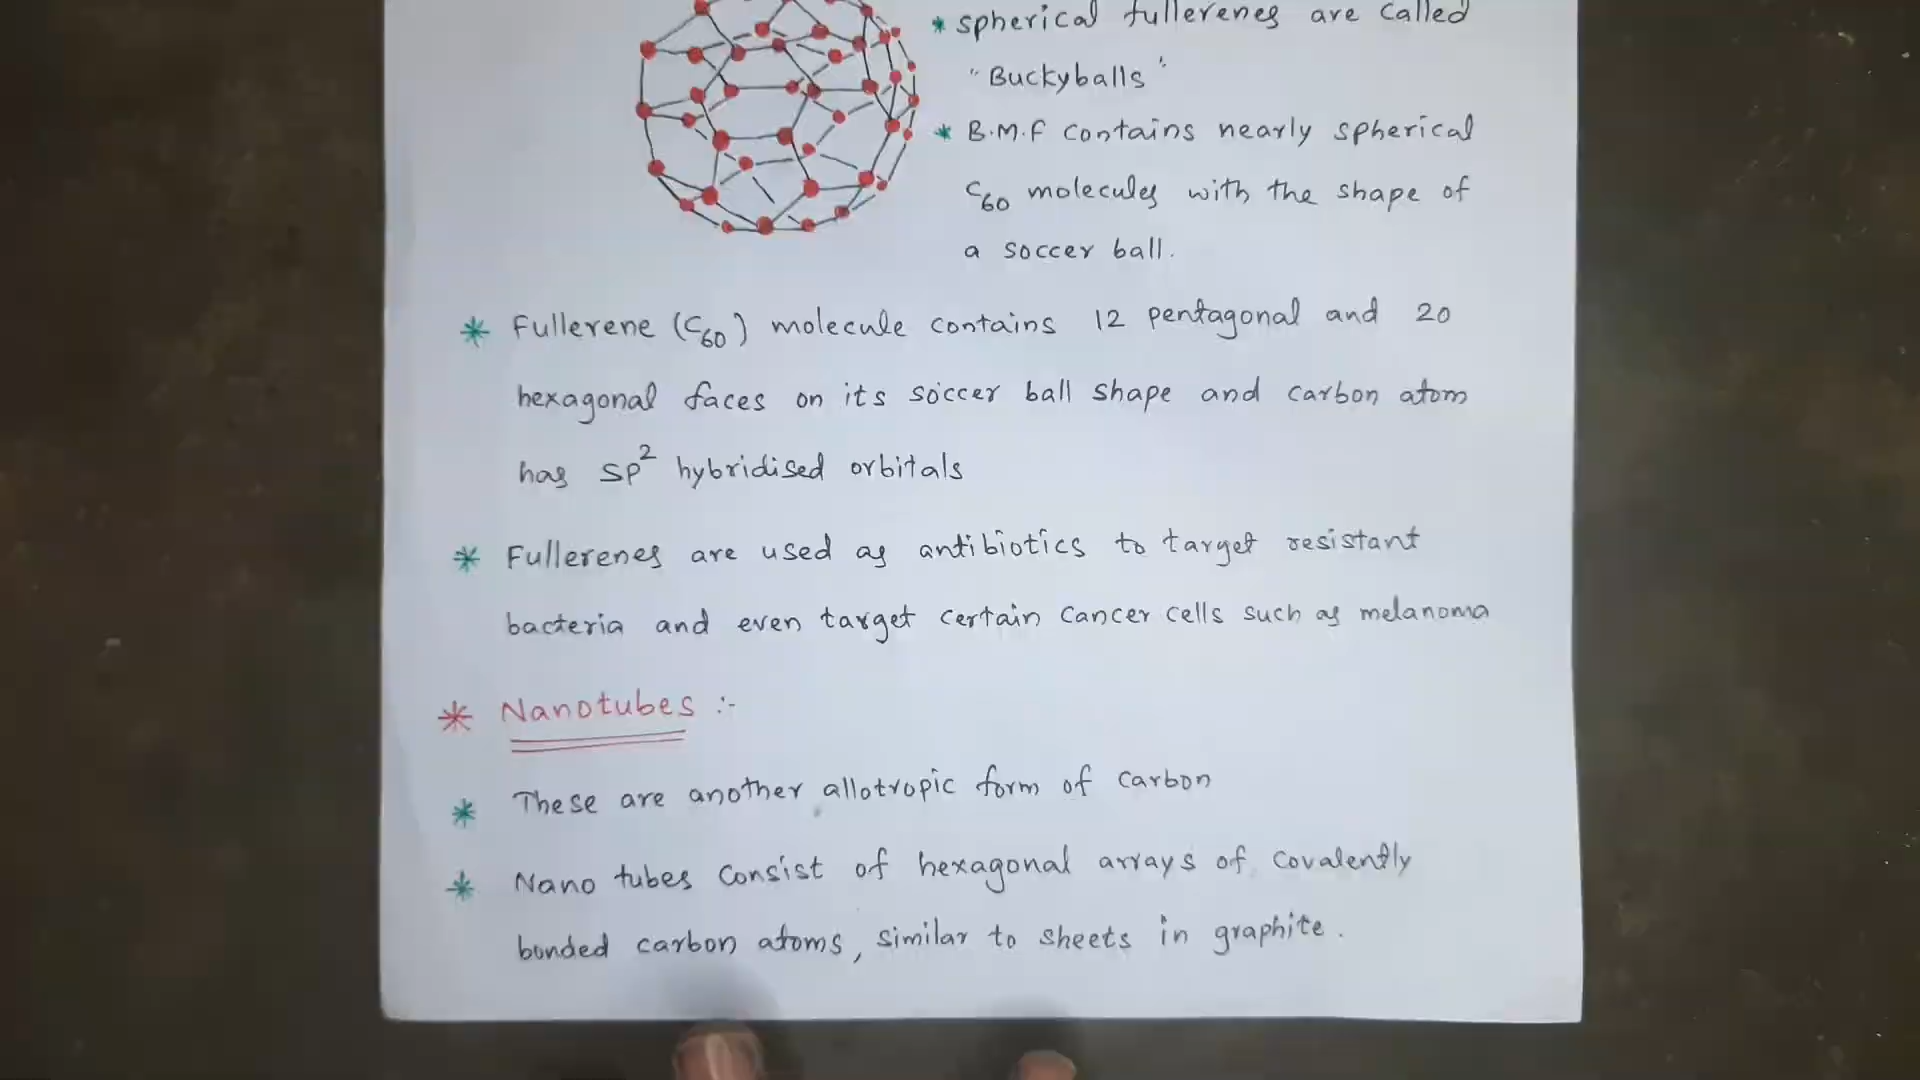 * spherical fullerenes are called
"Buckyballs"
* B.M.F contains nearly spherical
C60 molecules with the shape of
a soccer ball.
* Fullerene (C60) molecule contains 12 pentagonal and 20
hexagonal faces on its soccer ball shape and carbon atom
has sp² hybridised orbitals
* Fullerenes are used as antibiotics to target resistant
bacteria and even target certain cancer cells such as melanoma
* Nanotubes :-
* These are another allotropic form of carbon
* Nano tubes consist of hexagonal arrays of covalently
bonded carbon atoms, similar to sheets in graphite.